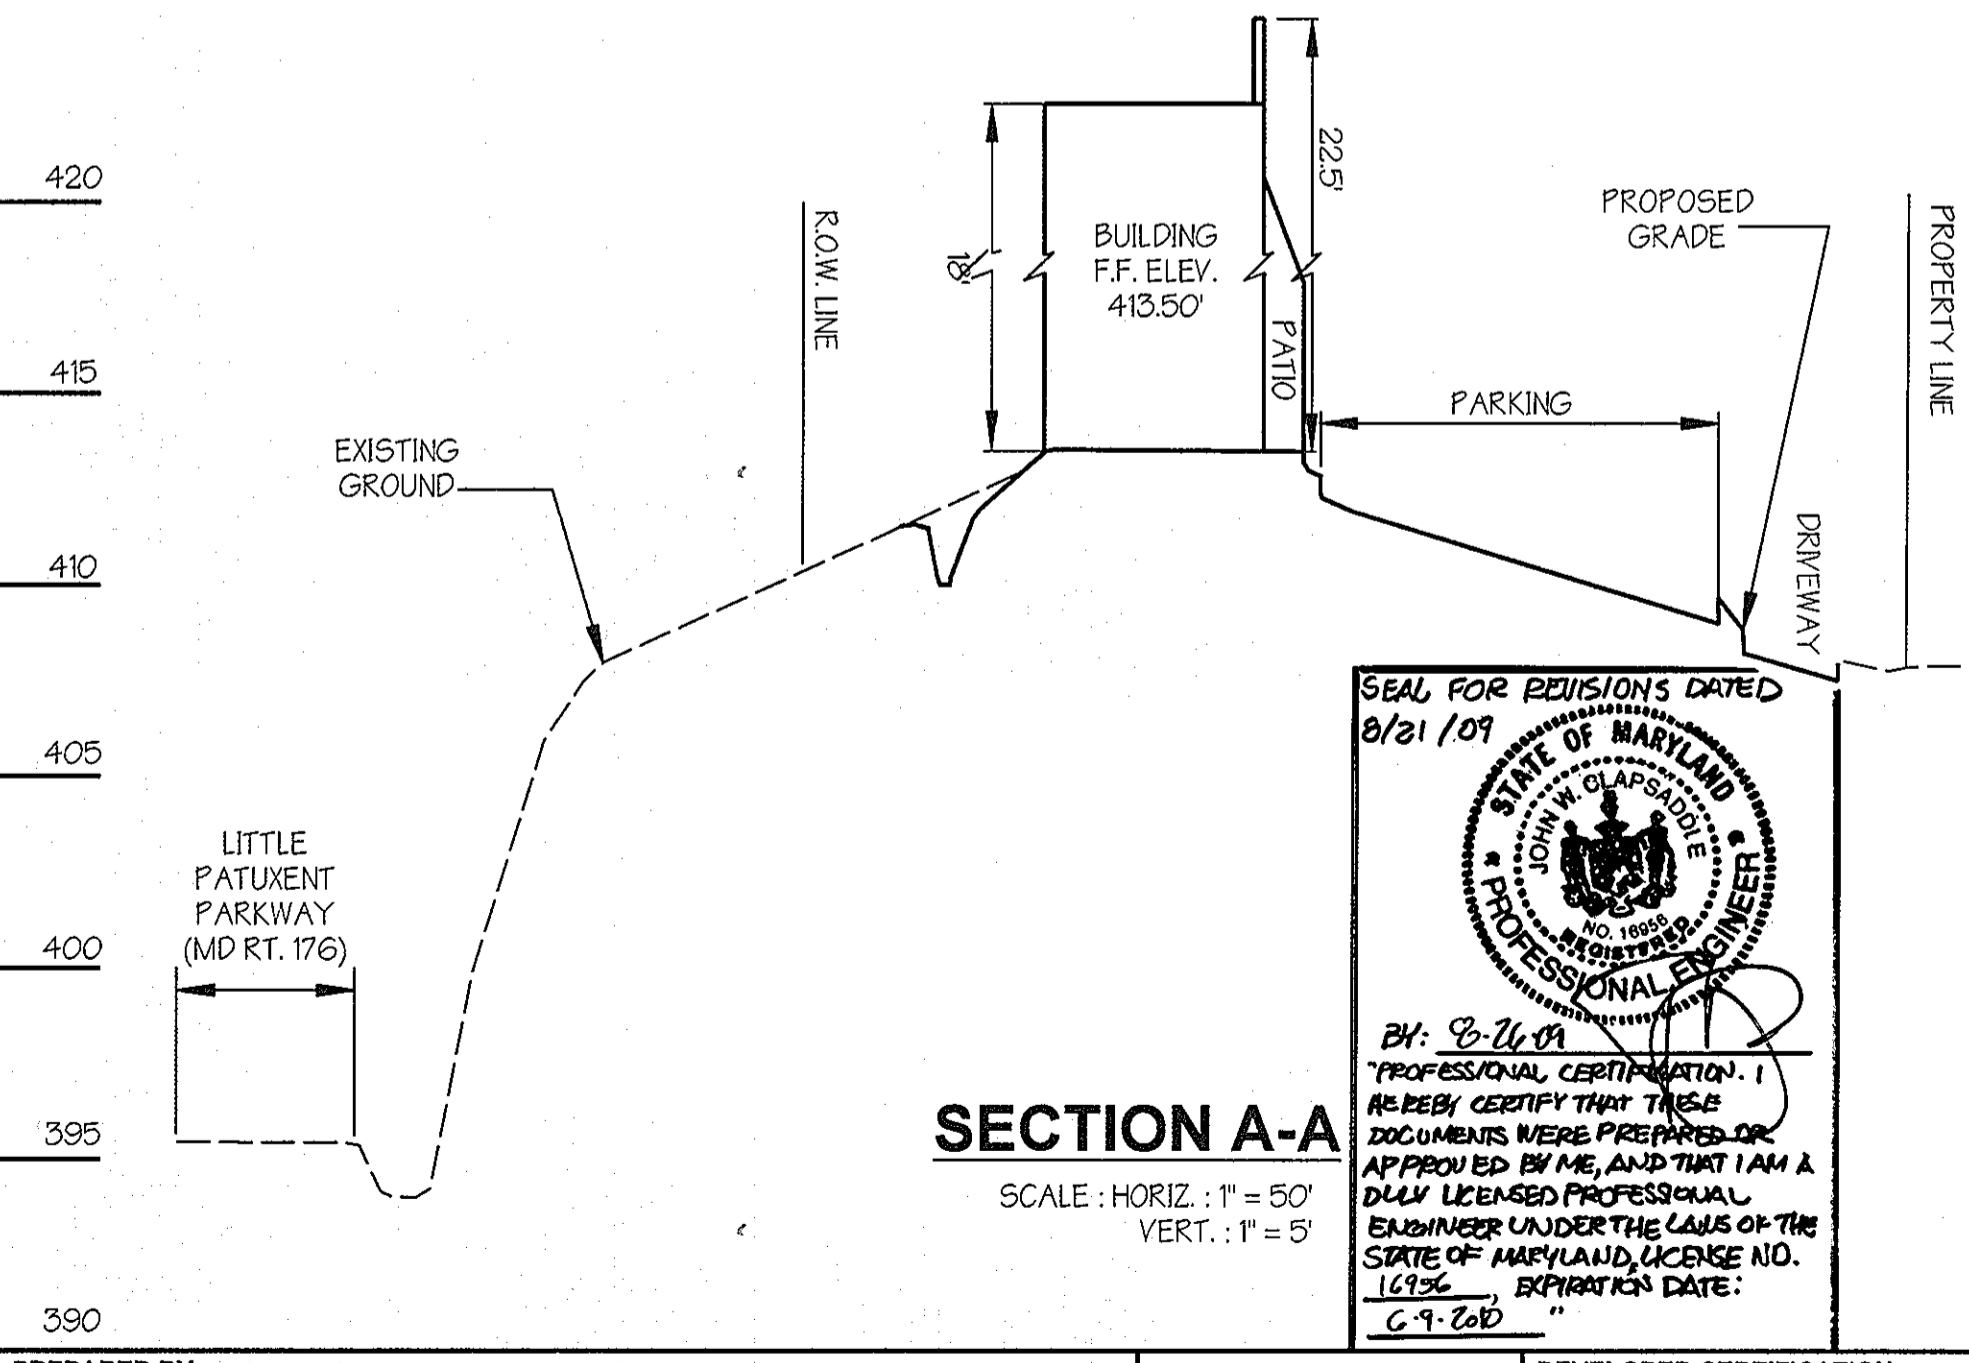 420
415
410
405
400
395
390
R.O.W. LINE
18'
BUILDING
F.F. ELEV.
413.50'
22.5'
PATIO
PROPOSED
GRADE
PROPERTY LINE
PARKING
DRIVEWAY
EXISTING
GROUND
LITTLE
PATUXENT
PARKWAY
(MD RT. 176)
SECTION A-A
SCALE : HORIZ. : 1" = 50'
VERT. : 1" = 5'
SEAL FOR REVISIONS DATED
8/21/09
STATE OF MARYLAND
JOHN W. CLAPSADDLE
NO. 16956
REGISTERED
PROFESSIONAL ENGINEER
BY: 8-26-09
"PROFESSIONAL CERTIFICATION. I
HEREBY CERTIFY THAT THESE
DOCUMENTS WERE PREPARED OR
APPROVED BY ME, AND THAT I AM A
DULY LICENSED PROFESSIONAL
ENGINEER UNDER THE LAWS OF THE
STATE OF MARYLAND, LICENSE NO.
16956, EXPIRATION DATE:
6-9-2010 "